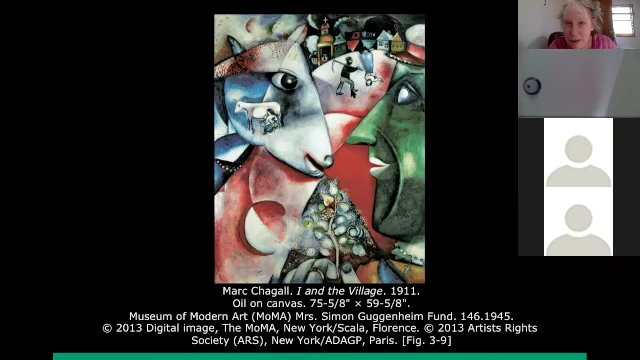 Marc Chagall. I and the Village. 1911.
Oil on canvas. 75-5/8" × 59-5/8".
Museum of Modern Art (MoMA) Mrs. Simon Guggenheim Fund. 146.1945.
© 2013 Digital image, The MoMA, New York/Scala, Florence. © 2013 Artists Rights
Society (ARS), New York/ADAGP, Paris. [Fig. 3-9]